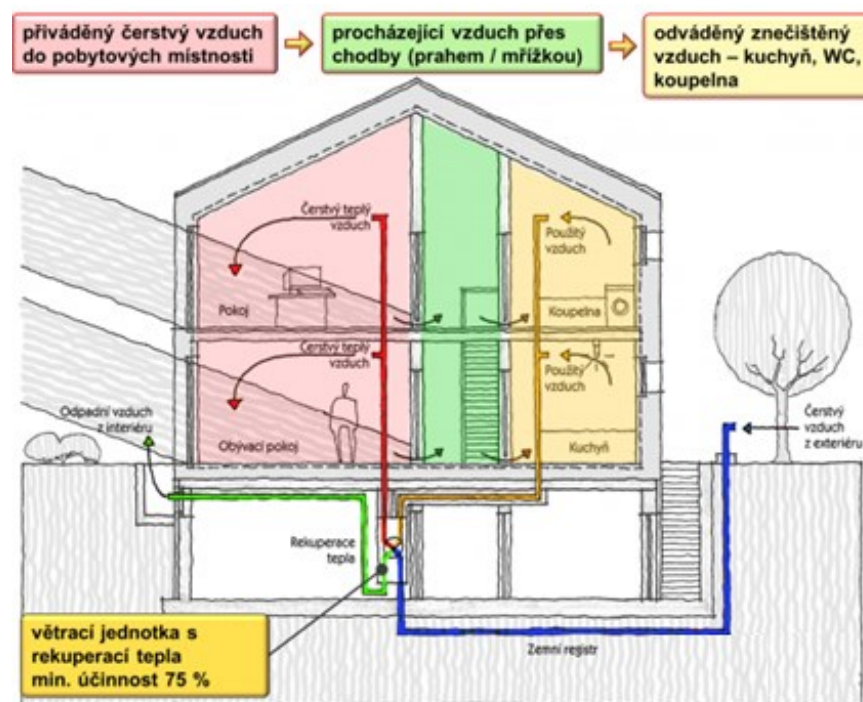 přiváděný čerstvý vzduch
do pobytových místnosti
procházející vzduch přes
chodby (prahem / mřížkou)
odváděný znečištěný
vzduch – kuchyň, WC,
koupelna
Čerstvý teplý
vzduch
Použitý
vzduch
Pokoj
Koupelna
Čerstvý teplý
vzduch
Použitý
vzduch
Odpadní vzduch
z interiéru
Obývací pokoj
Kuchyň
Čerstvý
vzduch
z exteriéru
Rekuperace
tepla
větrací jednotka s
rekuperací tepla
min. účinnost 75 %
Zemní registr